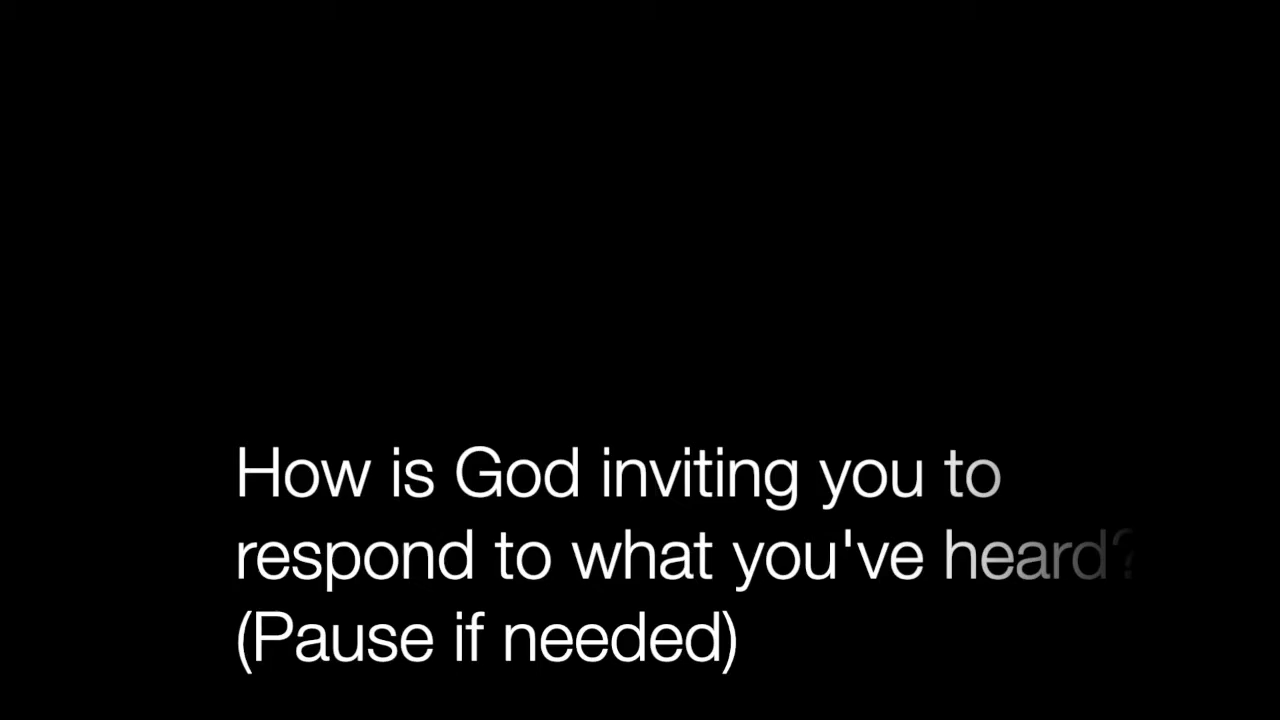 How is God inviting you to
respond to what you've heard?
(Pause if needed)